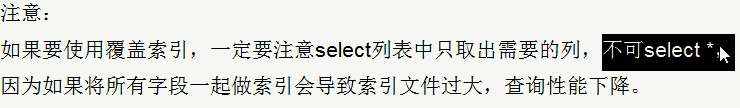 注意：
如果要使用覆盖索引，一定要注意select列表中只取出需要的列，不可select *，
因为如果将所有字段一起做索引会导致索引文件过大，查询性能下降。